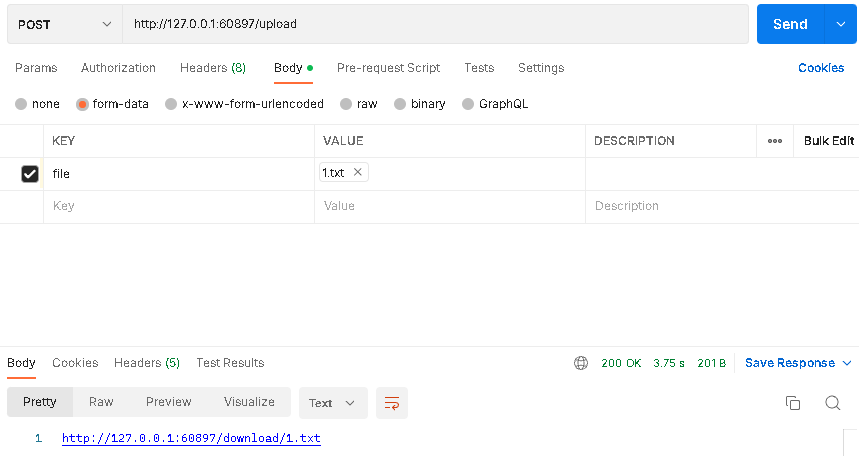 POST http://127.0.0.1:60897/upload Send
Params Authorization Headers (8) Body Pre-request Script Tests Settings Cookies
none form-data x-www-form-urlencoded raw binary GraphQL
KEY VALUE DESCRIPTION ••• Bulk Edit
file 1.txt
Key Value Description
Body Cookies Headers (5) Test Results 200 OK 3.75 s 201 B Save Response
Pretty Raw Preview Visualize Text
1 http://127.0.0.1:60897/download/1.txt